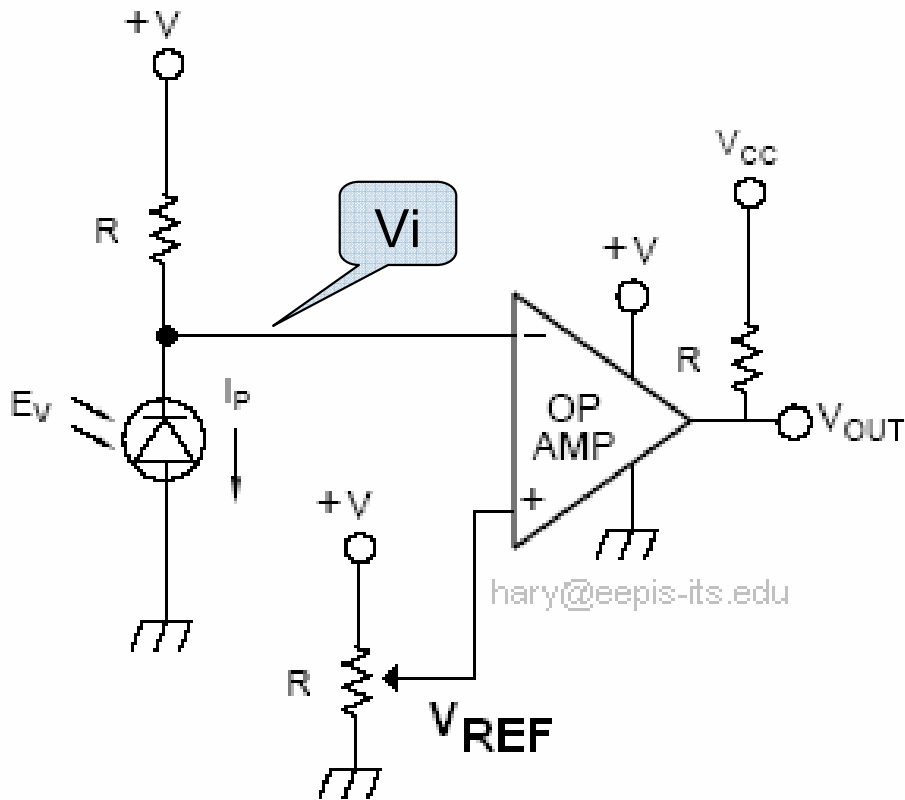 +V
VCC
R
Vi
+V
EV
IP
R
−
OP
AMP
VOUT
+V
+
hary@eepis-its.edu
R
VREF